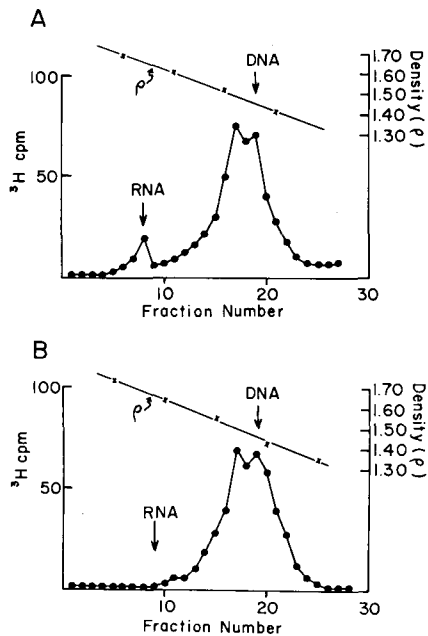 A
100
50
³H cpm
ρ
RNA
DNA
1.70
1.60
1.50
1.40
1.30
Density (ρ)
10
20
30
Fraction Number
B
100
50
³H cpm
ρ
RNA
DNA
1.70
1.60
1.50
1.40
1.30
Density (ρ)
10
20
30
Fraction Number